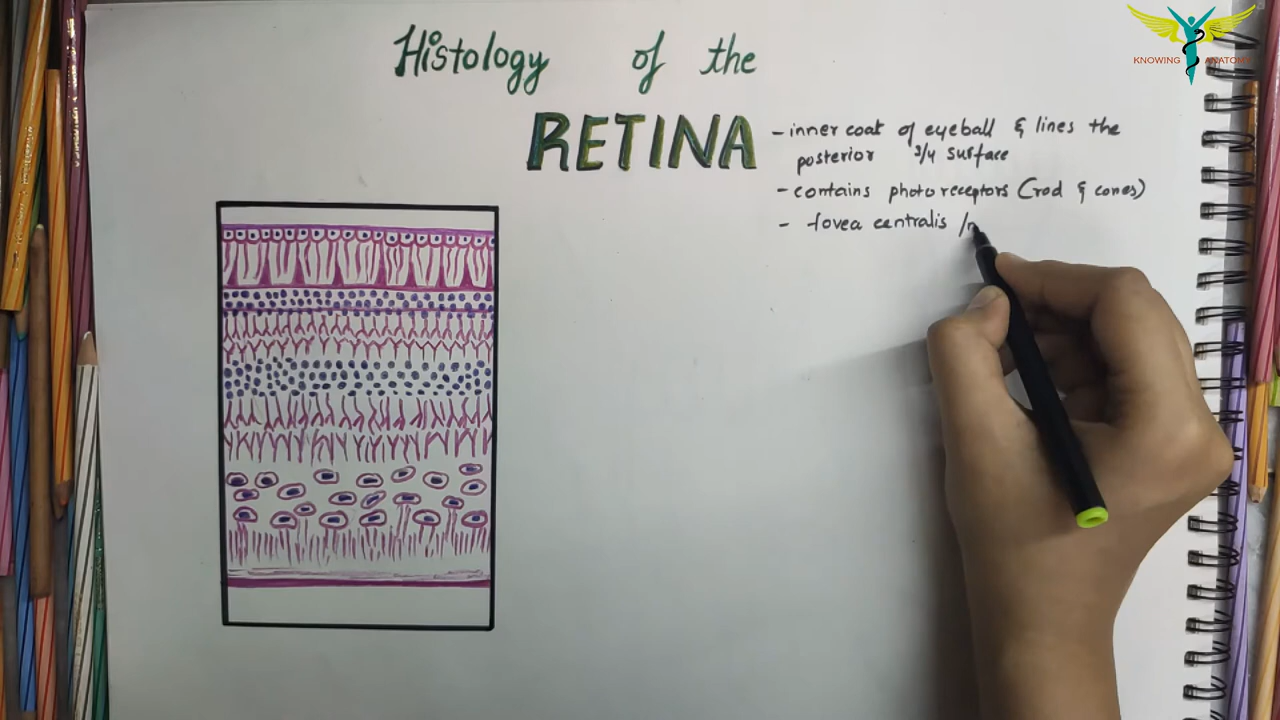 Histology of the
RETINA
- inner coat of eyeball & lines the
posterior 3/4 surface
- contains photoreceptors (rod & cones)
- fovea centralis /
KNOWING ANATOMY